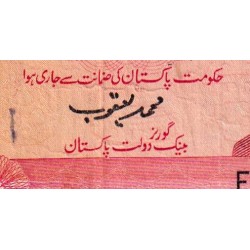 حکومت پاکستان کی ضمانت سے جاری ہوا
محمد یعقوب
گورنر
بینک دولت پاکستان